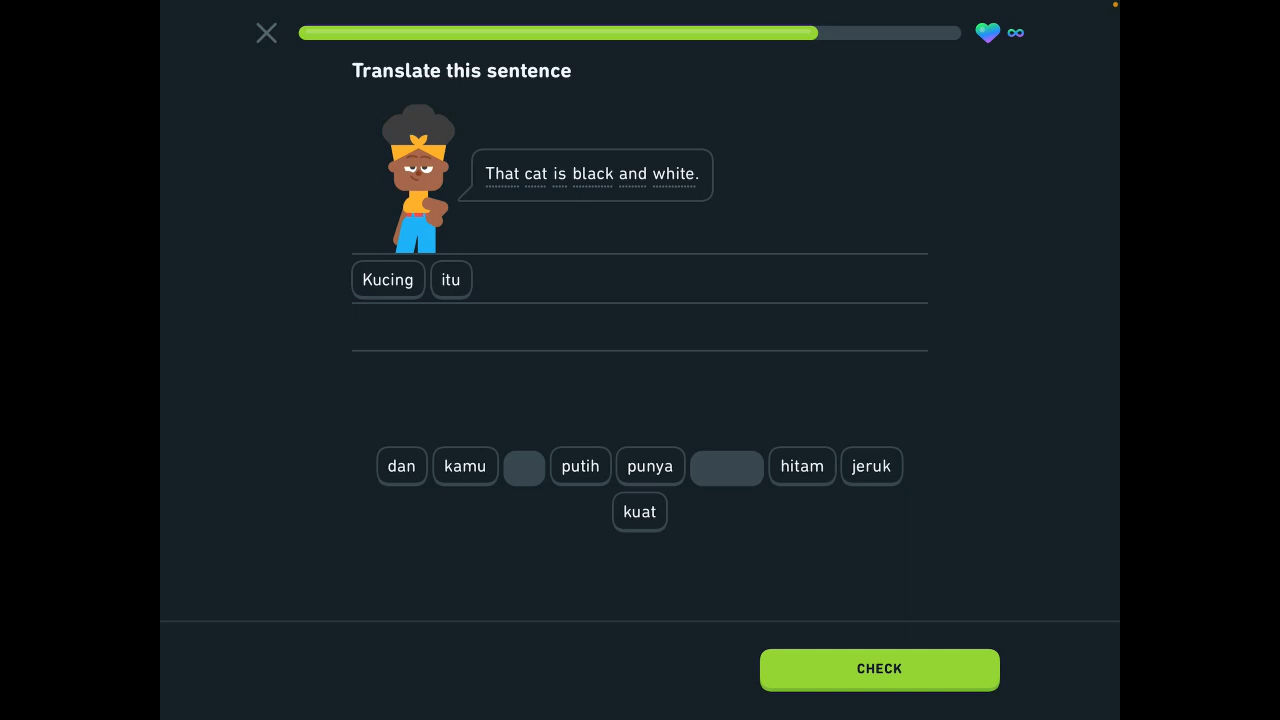 Translate this sentence
That cat is black and white.
Kucing itu
dan kamu putih punya hitam jeruk
kuat
CHECK